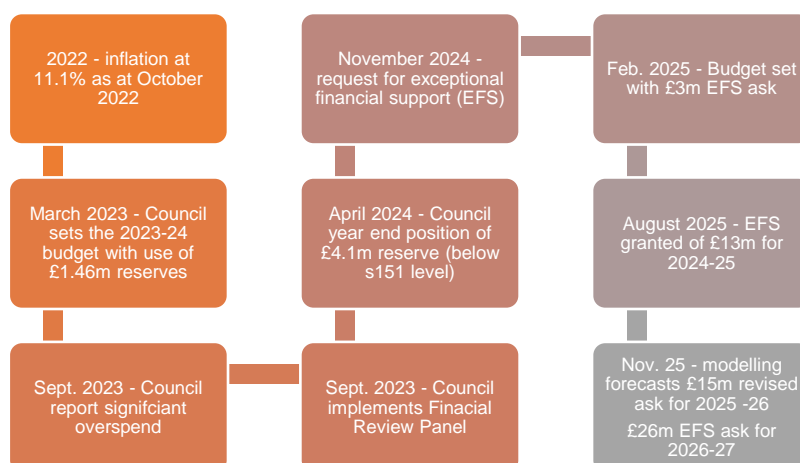 2022 - inflation at
11.1% as at October
2022
March 2023 - Council
sets the 2023-24
budget with use of
£1.46m reserves
Sept. 2023 - Council
report signifciant
overspend
Sept. 2023 - Council
implements Finacial
Review Panel
April 2024 - Council
year end position of
£4.1m reserve (below
s151 level)
November 2024 -
request for exceptional
financial support (EFS)
Feb. 2025 - Budget set
with £3m EFS ask
August 2025 - EFS
granted of £13m for
2024-25
Nov. 25 - modelling
forecasts £15m revised
ask for 2025 -26
£26m EFS ask for
2026-27